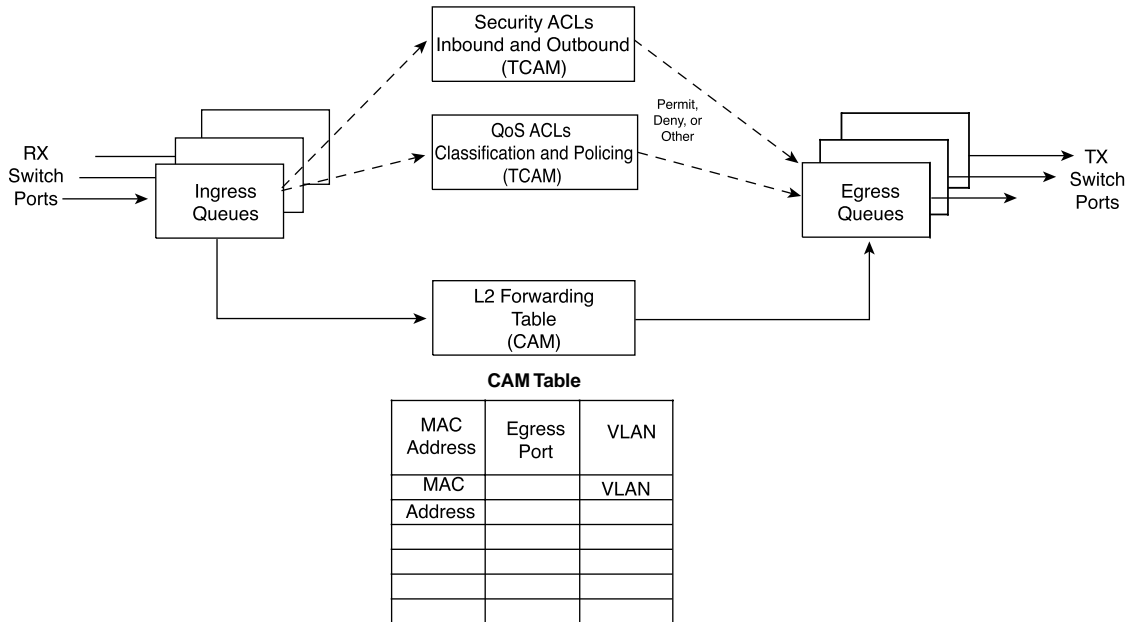 Security ACLs
Inbound and Outbound
(TCAM)
Permit,
Deny, or
Other
QoS ACLs
Classification and Policing
(TCAM)
RX
Switch
Ports
Ingress
Queues
Egress
Queues
TX
Switch
Ports
L2 Forwarding
Table
(CAM)
CAM Table
MAC
Address
Egress
Port
VLAN
MAC
VLAN
Address